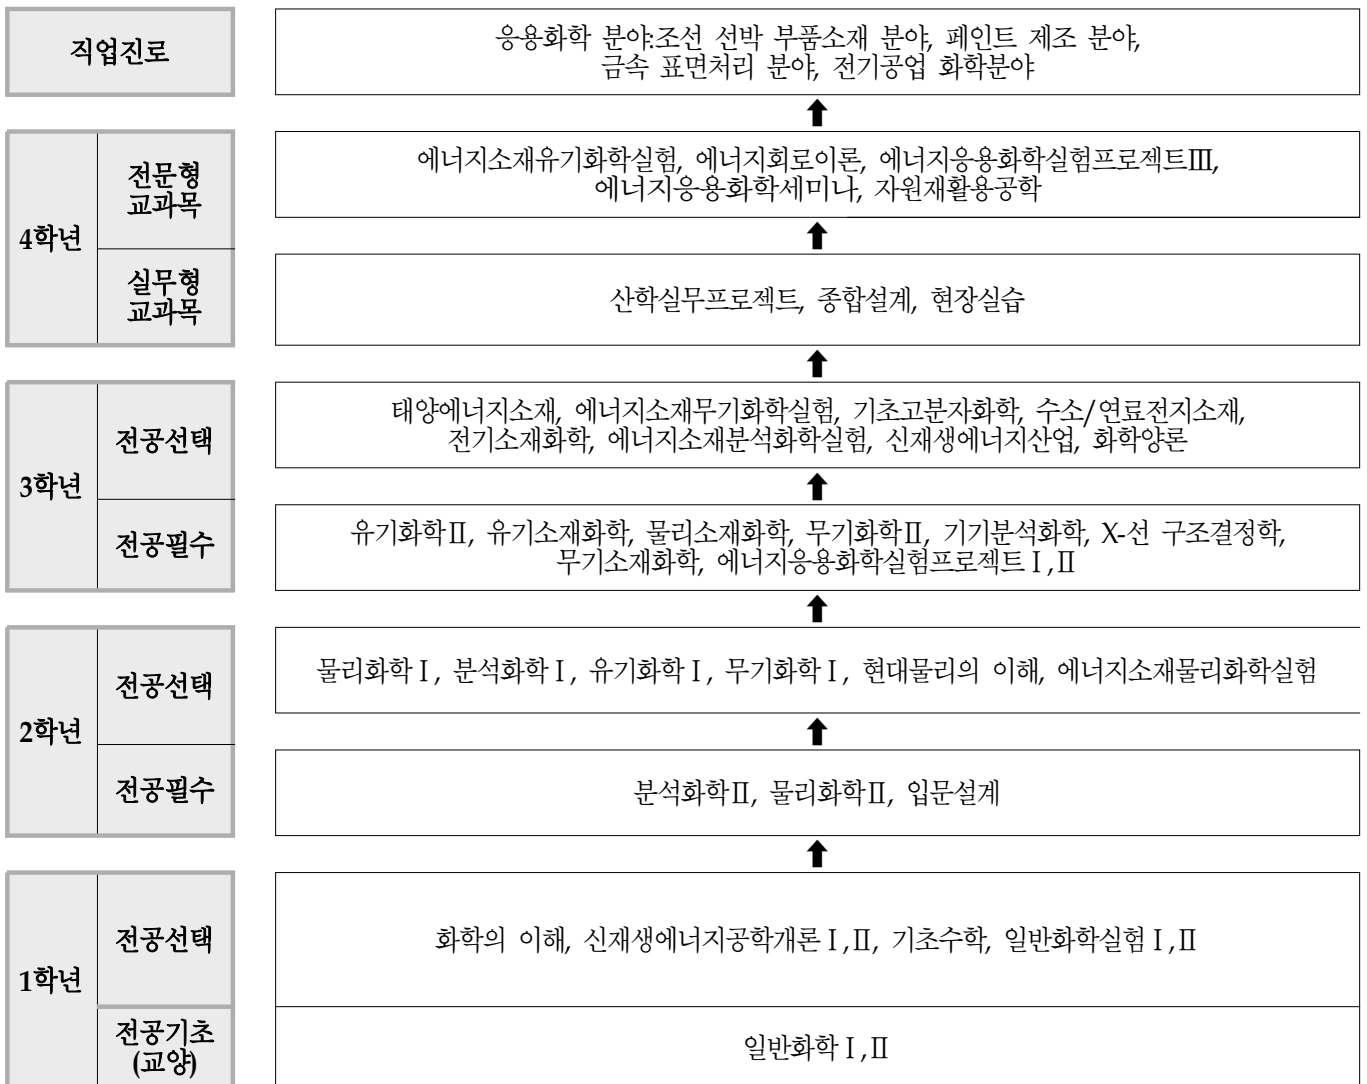 직업진로
응용화학 분야:조선 선박 부품소재 분야, 페인트 제조 분야,
금속 표면처리 분야, 전기공업 화학분야
4학년
전문형
교과목
에너지소재유기화학실험, 에너지회로이론, 에너지응용화학실험프로젝트Ⅲ,
에너지응용화학세미나, 자원재활용공학
실무형
교과목
산학실무프로젝트, 종합설계, 현장실습
3학년
전공선택
태양에너지소재, 에너지소재무기화학실험, 기초고분자화학, 수소/연료전지소재,
전기소재화학, 에너지소재분석화학실험, 신재생에너지산업, 화학양론
전공필수
유기화학Ⅱ, 유기소재화학, 물리소재화학, 무기화학Ⅱ, 기기분석화학, X-선 구조결정학,
무기소재화학, 에너지응용화학실험프로젝트Ⅰ,Ⅱ
2학년
전공선택
물리화학Ⅰ, 분석화학Ⅰ, 유기화학Ⅰ, 무기화학Ⅰ, 현대물리의 이해, 에너지소재물리화학실험
전공필수
분석화학Ⅱ, 물리화학Ⅱ, 입문설계
1학년
전공선택
화학의 이해, 신재생에너지공학개론Ⅰ,Ⅱ, 기초수학, 일반화학실험Ⅰ,Ⅱ
전공기초
(교양)
일반화학Ⅰ,Ⅱ